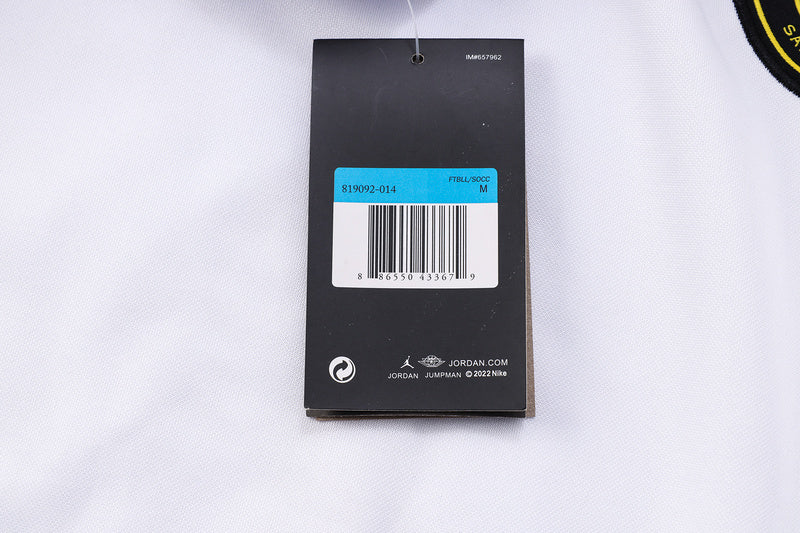 IM#657962
FTBLL/SOCC
819092-014 M
8 86550 43367 9
JORDAN.COM
JORDAN JUMPMAN © 2022 Nike